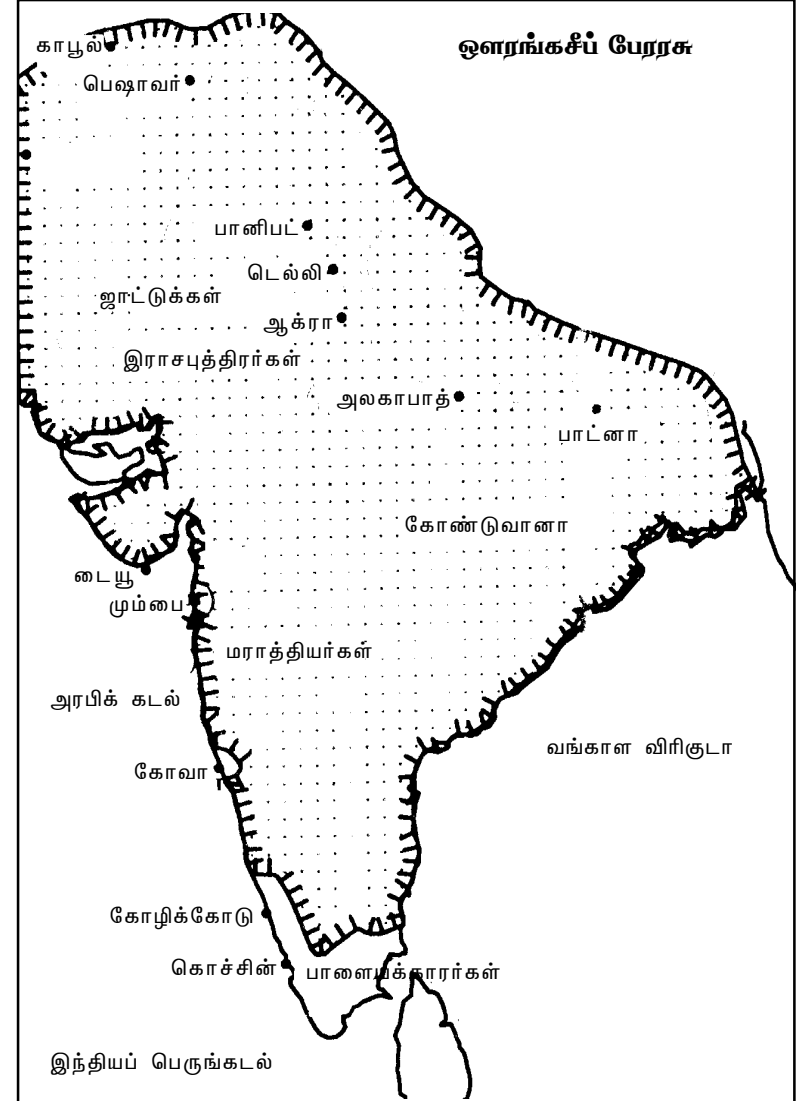 ஔரங்கசீப் பேரரசு
காபூல்
பெஷாவர்
பானிபட்
டெல்லி
ஜாட்டுக்கள்
ஆக்ரா
இராசபுத்திரர்கள்
அலகாபாத்
பாட்னா
கோண்டுவானா
டையூ
மும்பை
மராத்தியர்கள்
அரபிக் கடல்
வங்காள விரிகுடா
கோவா
கோழிக்கோடு
கொச்சின்
பாளையக்காரர்கள்
இந்தியப் பெருங்கடல்